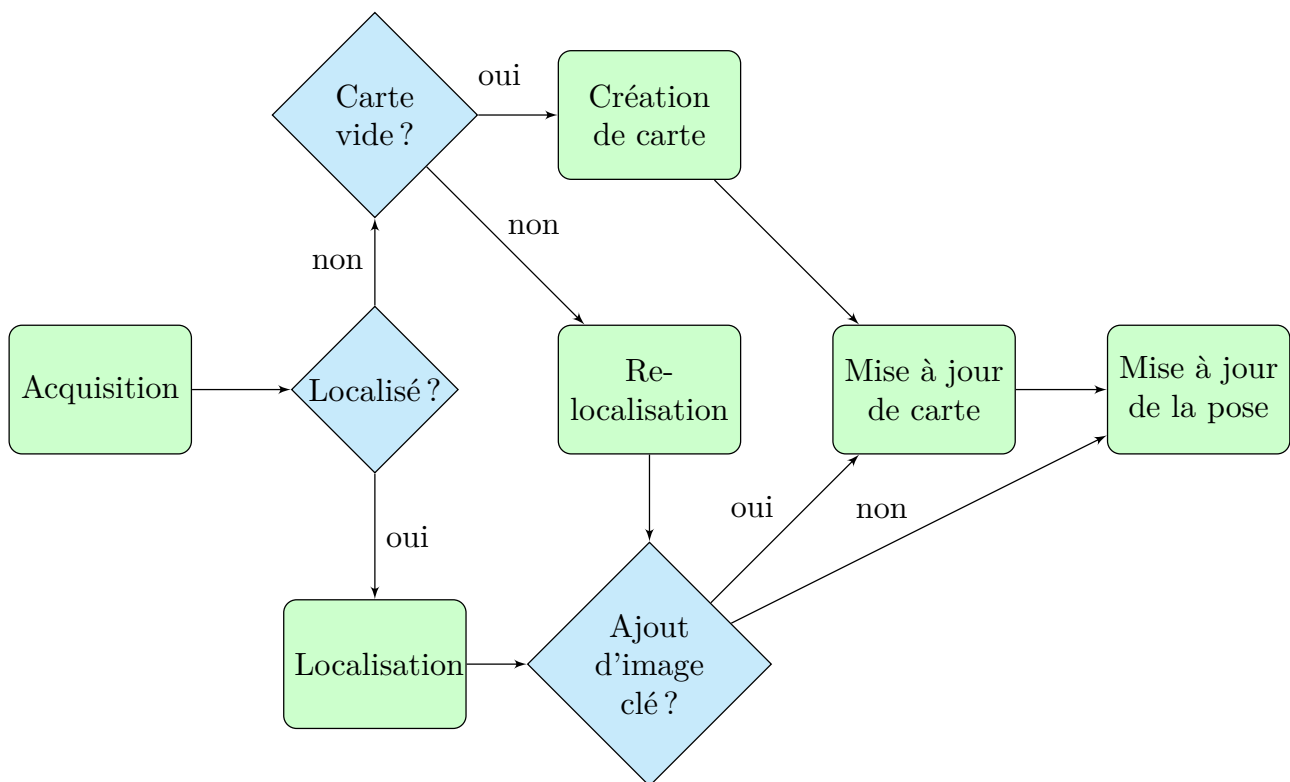 Carte
vide ?
oui
Création
de carte
non
non
Acquisition
Localisé ?
Re-
localisation
Mise à jour
de carte
Mise à jour
de la pose
oui
oui
non
Localisation
Ajout
d'image
clé ?